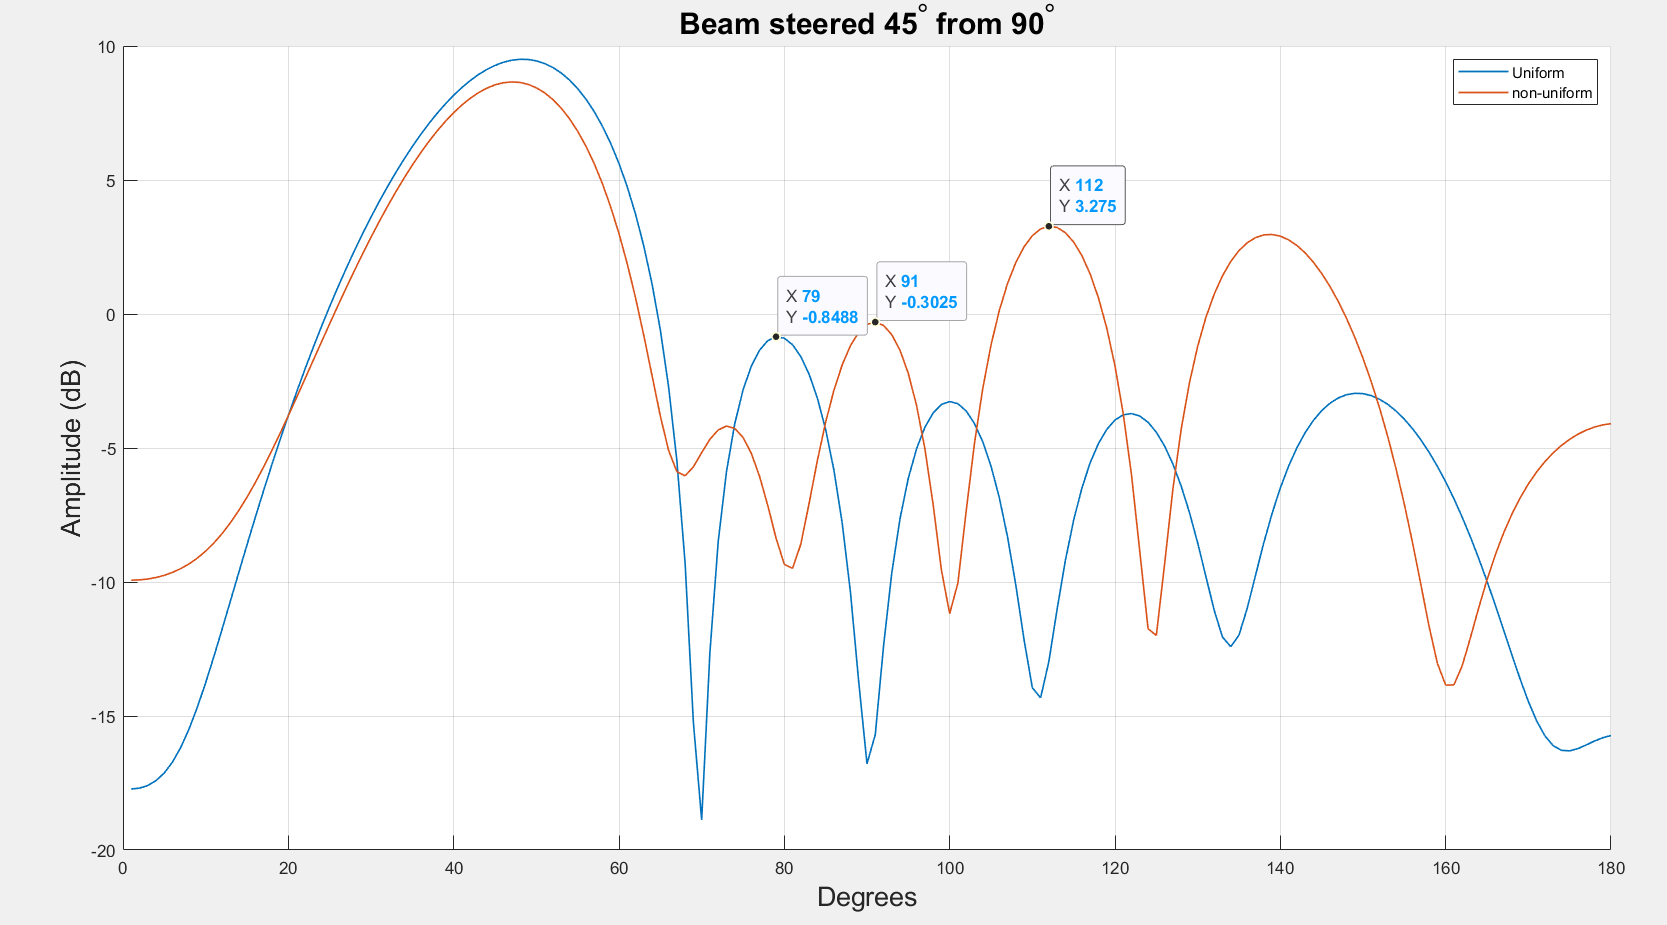 Beam steered 45° from 90°
Uniform
non-uniform
X 112
Y 3.275
X 79
Y -0.8488
X 91
Y -0.3025
Amplitude (dB)
10
5
0
-5
-10
-15
-20
0 20 40 60 80 100 120 140 160 180
Degrees